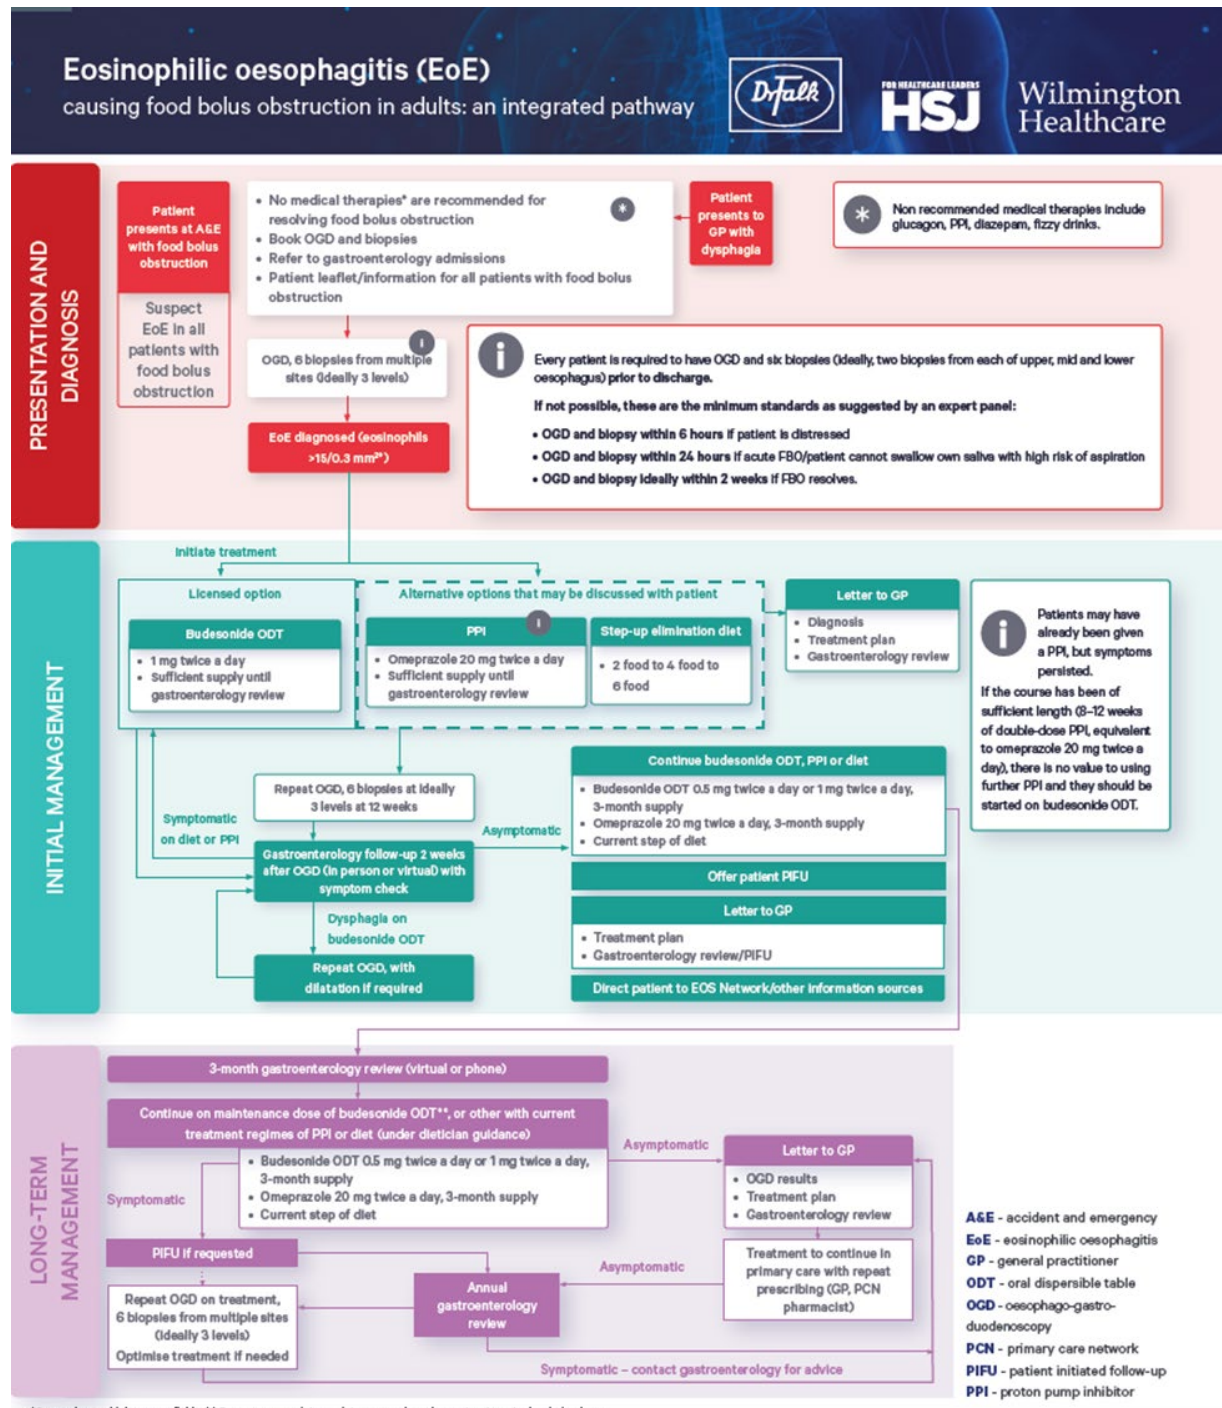 Eosinophilic oesophagitis (EoE)
causing food bolus obstruction in adults: an integrated pathway
Dr Falk
FOR HEALTHCARE LEADERS
HSJ
Wilmington
Healthcare
PRESENTATION AND
DIAGNOSIS
Patient
presents at A&E
with food bolus
obstruction
Suspect
EoE in all
patients with
food bolus
obstruction
• No medical therapies* are recommended for
resolving food bolus obstruction
• Book OGD and biopsies
• Refer to gastroenterology admissions
• Patient leaflet/information for all patients with food bolus
obstruction
*
Patient
presents to
GP with
dysphagia
*
Non recommended medical therapies include
glucagon, PPI, diazepam, fizzy drinks.
OGD, 6 biopsies from multiple
sites (ideally 3 levels)
i
EoE diagnosed (eosinophils
>15/0.3 mm²*)
i
Every patient is required to have OGD and six biopsies (ideally, two biopsies from each of upper, mid and lower
oesophagus) prior to discharge.
If not possible, these are the minimum standards as suggested by an expert panel:
• OGD and biopsy within 6 hours if patient is distressed
• OGD and biopsy within 24 hours if acute FBO/patient cannot swallow own saliva with high risk of aspiration
• OGD and biopsy ideally within 2 weeks if FBO resolves.
INITIAL MANAGEMENT
Initiate treatment
Licensed option
Budesonide ODT
• 1 mg twice a day
• Sufficient supply until
gastroenterology review
Alternative options that may be discussed with patient
PPI
i
• Omeprazole 20 mg twice a day
• Sufficient supply until
gastroenterology review
Step-up elimination diet
• 2 food to 4 food to
6 food
Letter to GP
• Diagnosis
• Treatment plan
• Gastroenterology review
i
Patients may have
already been given
a PPI, but symptoms
persisted.
If the course has been of
sufficient length (8–12 weeks
of double-dose PPI, equivalent
to omeprazole 20 mg twice a
day), there is no value to using
further PPI and they should be
started on budesonide ODT.
Repeat OGD, 6 biopsies at ideally
3 levels at 12 weeks
Symptomatic
on diet or PPI
Gastroenterology follow-up 2 weeks
after OGD (in person or virtual) with
symptom check
Asymptomatic
Dysphagia on
budesonide ODT
Repeat OGD, with
dilatation if required
Continue budesonide ODT, PPI or diet
• Budesonide ODT 0.5 mg twice a day or 1 mg twice a day,
3-month supply
• Omeprazole 20 mg twice a day, 3-month supply
• Current step of diet
Offer patient PIFU
Letter to GP
• Treatment plan
• Gastroenterology review/PIFU
Direct patient to EOS Network/other information sources
LONG-TERM
MANAGEMENT
3-month gastroenterology review (virtual or phone)
Continue on maintenance dose of budesonide ODT**, or other with current
treatment regimes of PPI or diet (under dietician guidance)
• Budesonide ODT 0.5 mg twice a day or 1 mg twice a day,
3-month supply
• Omeprazole 20 mg twice a day, 3-month supply
• Current step of diet
Asymptomatic
Symptomatic
Letter to GP
• OGD results
• Treatment plan
• Gastroenterology review
PIFU if requested
Repeat OGD on treatment,
6 biopsies from multiple sites
(ideally 3 levels)
Optimise treatment if needed
Annual
gastroenterology
review
Asymptomatic
Treatment to continue in
primary care with repeat
prescribing (GP, PCN
pharmacist)
Symptomatic – contact gastroenterology for advice
A&E - accident and emergency
EoE - eosinophilic oesophagitis
GP - general practitioner
ODT - oral dispersible table
OGD - oesophago-gastro-
duodenoscopy
PCN - primary care network
PIFU - patient initiated follow-up
PPI - proton pump inhibitor